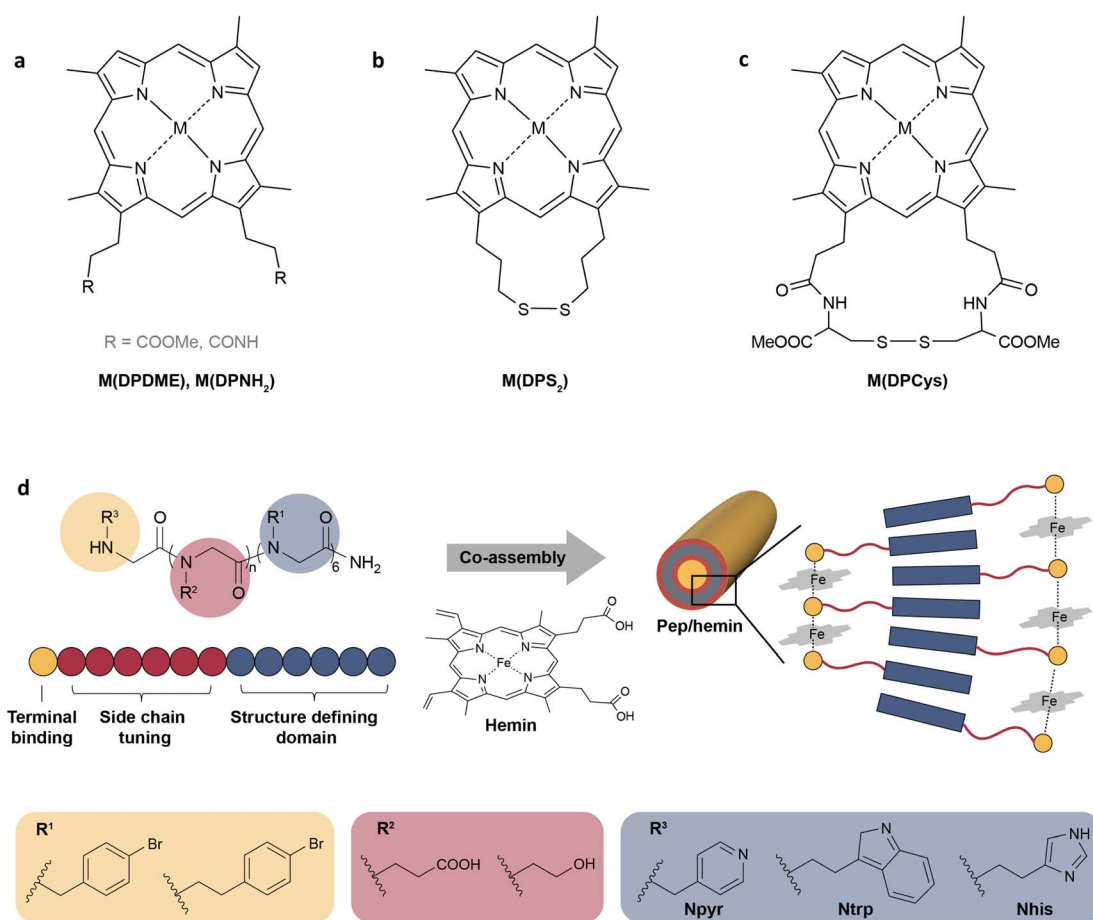 a
N
N
M
N
N
R
R
R = COOMe, CONH
M(DPDME), M(DPNH₂)
b
N
N
M
N
N
S
S
M(DPS₂)
c
N
N
M
N
N
O
O
NH
NH
MeOOC
S
S
COOMe
M(DPCys)
d
R³
HN
O
N
R²
O
n
R¹
N
O
6
NH₂
Terminal
binding
Side chain
tuning
Structure defining
domain
Co-assembly
O
OH
N
N
Fe
N
N
O
OH
Hemin
Pep/hemin
Fe
Fe
Fe
Fe
Fe
R¹
Br
Br
R²
COOH
OH
R³
N
Npyr
N
Ntrp
NH
N
Nhis